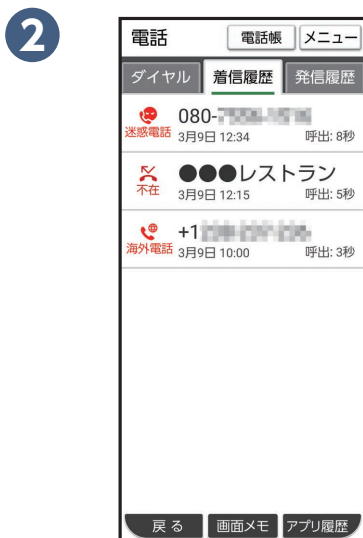 2
電話 電話帳 メニュー
ダイヤル 着信履歴 発信履歴
080-
迷惑電話 3月9日 12:34 呼出: 8秒
●●●レストラン
不在 3月9日 12:15 呼出: 5秒
+1
海外電話 3月9日 10:00 呼出: 3秒
戻る 画面メモ アプリ履歴